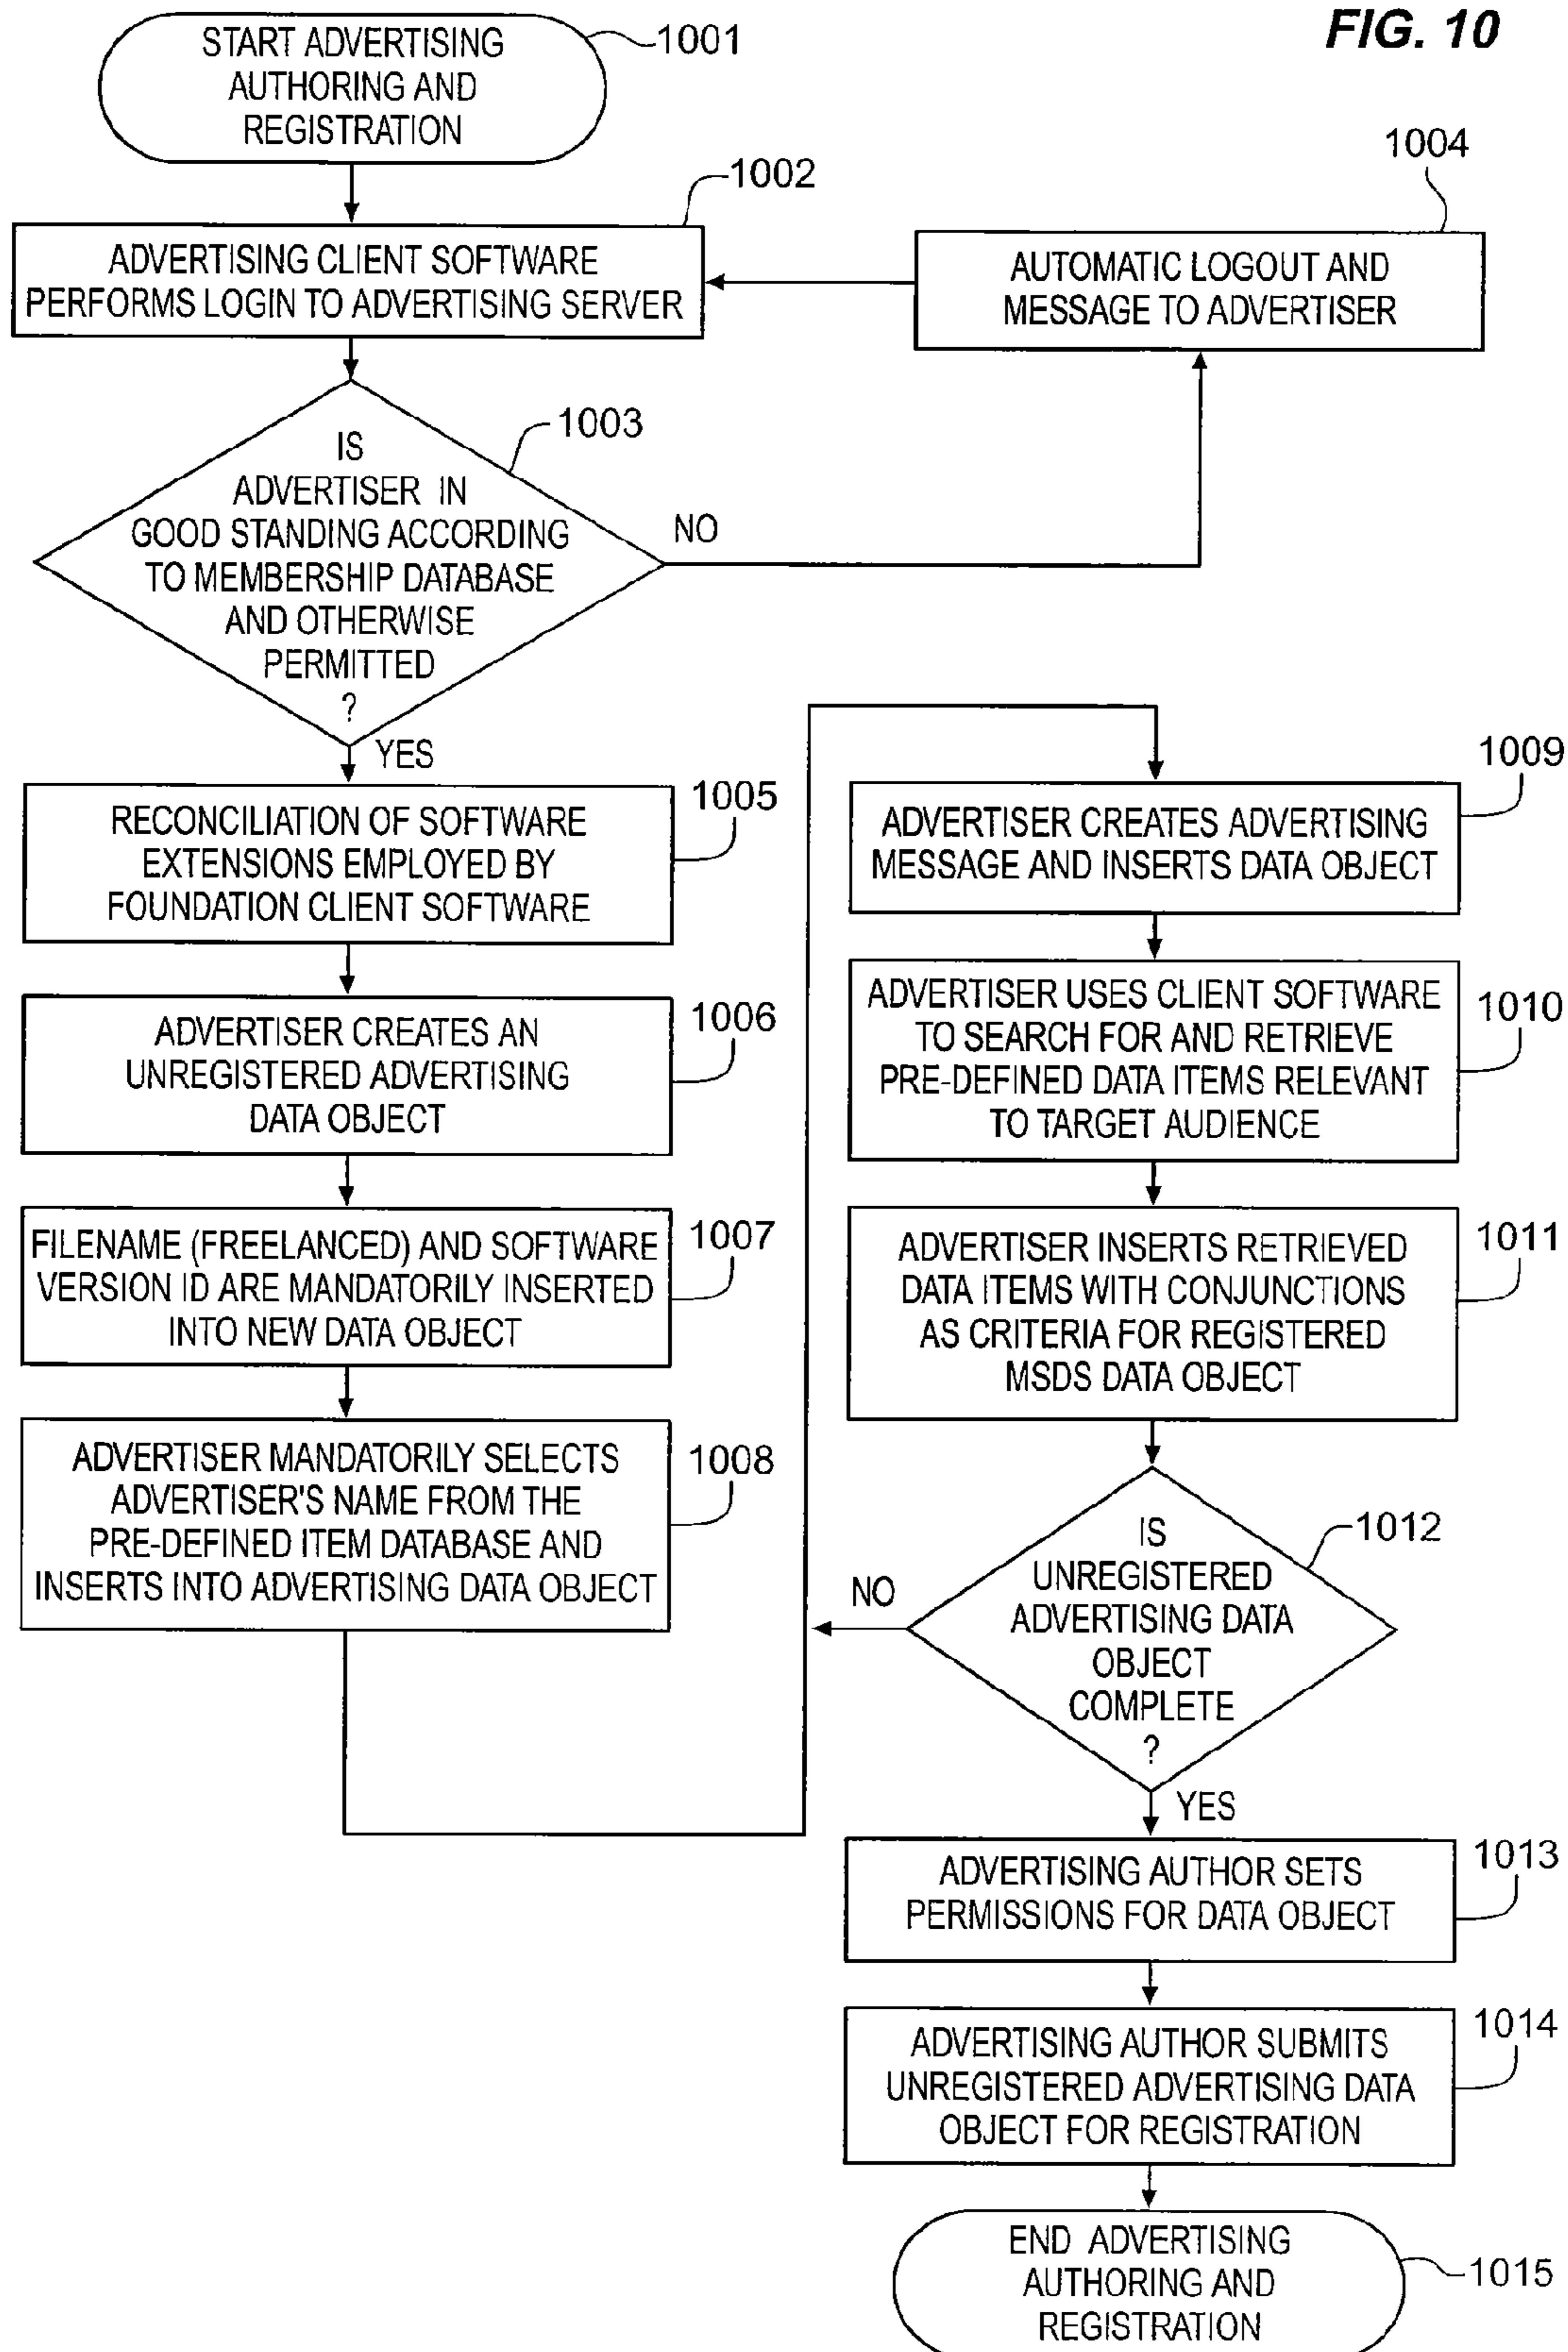 FIG. 10
START ADVERTISING
AUTHORING AND
REGISTRATION
1001
1002
ADVERTISING CLIENT SOFTWARE
PERFORMS LOGIN TO ADVERTISING SERVER
1004
AUTOMATIC LOGOUT AND
MESSAGE TO ADVERTISER
1003
IS
ADVERTISER IN
GOOD STANDING ACCORDING
TO MEMBERSHIP DATABASE
AND OTHERWISE
PERMITTED
?
NO
YES
1005
RECONCILIATION OF SOFTWARE
EXTENSIONS EMPLOYED BY
FOUNDATION CLIENT SOFTWARE
1006
ADVERTISER CREATES AN
UNREGISTERED ADVERTISING
DATA OBJECT
1007
FILENAME (FREELANCED) AND SOFTWARE
VERSION ID ARE MANDATORILY INSERTED
INTO NEW DATA OBJECT
1008
ADVERTISER MANDATORILY SELECTS
ADVERTISER'S NAME FROM THE
PRE-DEFINED ITEM DATABASE AND
INSERTS INTO ADVERTISING DATA OBJECT
1009
ADVERTISER CREATES ADVERTISING
MESSAGE AND INSERTS DATA OBJECT
1010
ADVERTISER USES CLIENT SOFTWARE
TO SEARCH FOR AND RETRIEVE
PRE-DEFINED DATA ITEMS RELEVANT
TO TARGET AUDIENCE
1011
ADVERTISER INSERTS RETRIEVED
DATA ITEMS WITH CONJUNCTIONS
AS CRITERIA FOR REGISTERED
MSDS DATA OBJECT
1012
IS
UNREGISTERED
ADVERTISING DATA
OBJECT
COMPLETE
?
NO
YES
1013
ADVERTISING AUTHOR SETS
PERMISSIONS FOR DATA OBJECT
1014
ADVERTISING AUTHOR SUBMITS
UNREGISTERED ADVERTISING DATA
OBJECT FOR REGISTRATION
END ADVERTISING
AUTHORING AND
REGISTRATION
1015